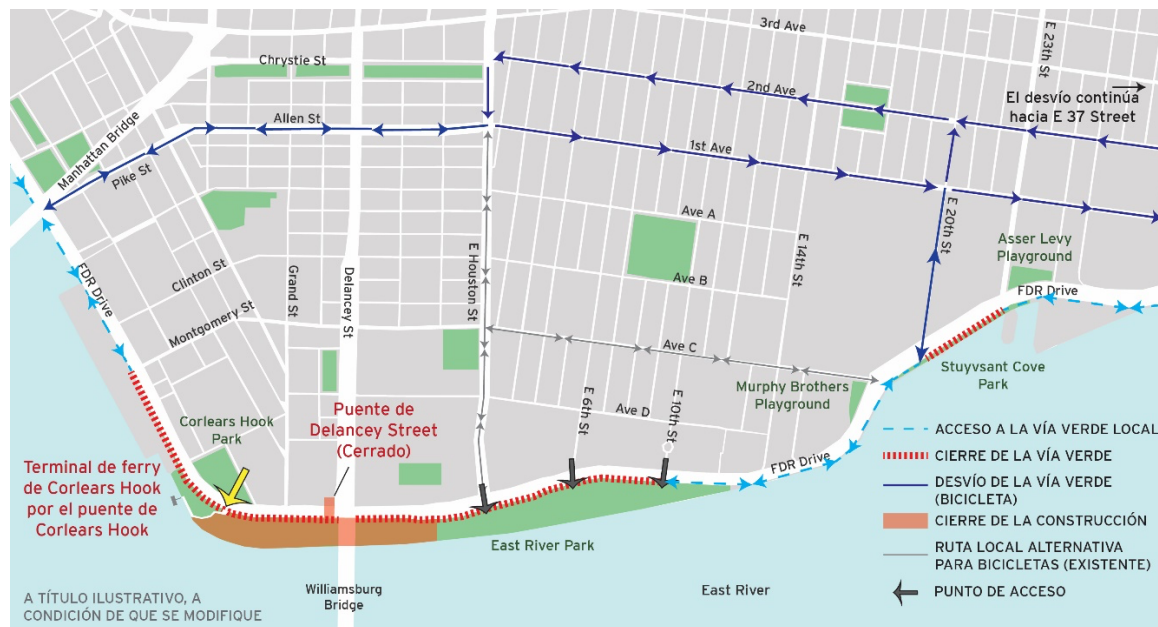 3rd Ave
E 23rd St
Chrystie St
2nd Ave
El desvío continúa
hacia E 37 Street
Manhattan Bridge
Allen St
1st Ave
Pike St
E 20th St
Ave A
E 14th St
Asser Levy
Playground
FDR Drive
E Houston St
Clinton St
Grand St
Delancey St
Ave B
FDR Drive
Montgomery St
Ave C
Stuyvsant Cove
Park
Murphy Brothers
Playground
Puente de
Delancey Street
(Cerrado)
E 6th St
Ave D
E 10th St
Corlears Hook
Park
FDR Drive
Terminal de ferry
de Corlears Hook
por el puente de
Corlears Hook
East River Park
Williamsburg
Bridge
East River
ACCESO A LA VÍA VERDE LOCAL
CIERRE DE LA VÍA VERDE
DESVÍO DE LA VÍA VERDE
(BICICLETA)
CIERRE DE LA CONSTRUCCIÓN
RUTA LOCAL ALTERNATIVA
PARA BICICLETAS (EXISTENTE)
PUNTO DE ACCESO
A TÍTULO ILUSTRATIVO, A
CONDICIÓN DE QUE SE MODIFIQUE